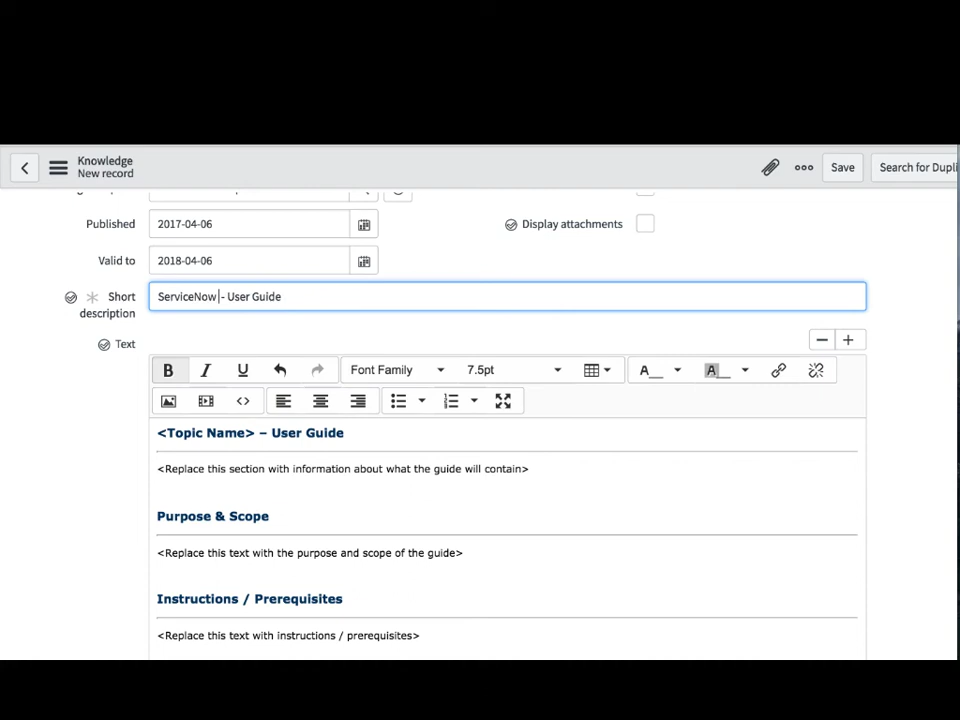 Knowledge
New record
Save
Search for Dupli
Published
2017-04-06
Display attachments
Valid to
2018-04-06
Short
description
ServiceNow - User Guide
Text
B I U Font Family 7.5pt A A
<Topic Name> – User Guide
<Replace this section with information about what the guide will contain>
Purpose & Scope
<Replace this text with the purpose and scope of the guide>
Instructions / Prerequisites
<Replace this text with instructions / prerequisites>